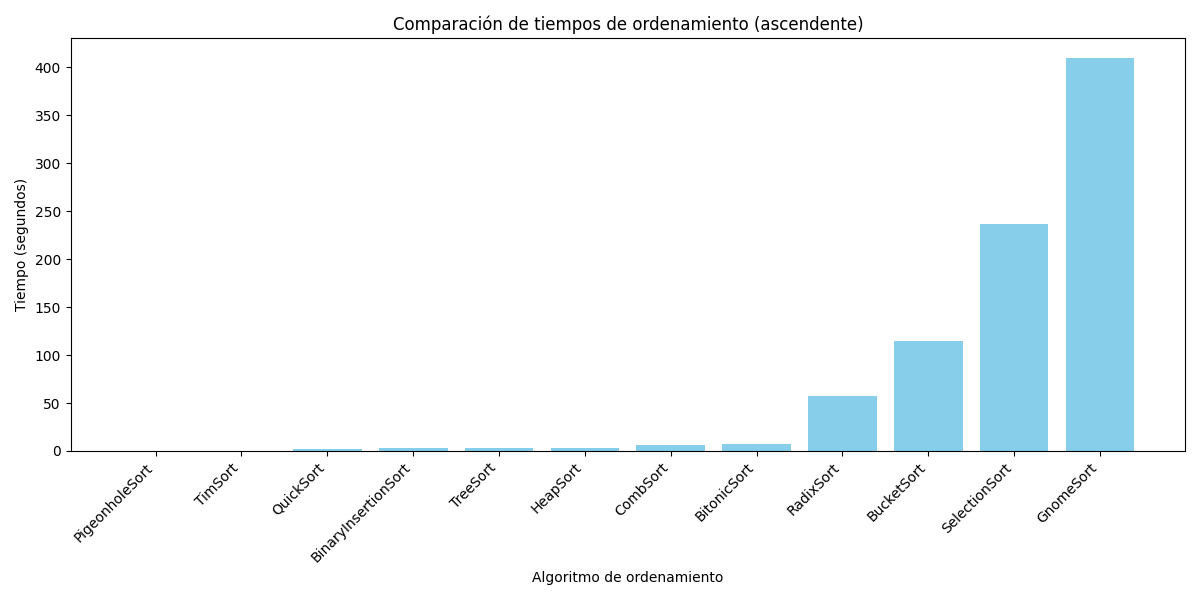 Comparación de tiempos de ordenamiento (ascendente)
Tiempo (segundos)
400
350
300
250
200
150
100
50
0
PigeonholeSort
TimSort
QuickSort
BinaryInsertionSort
TreeSort
HeapSort
CombSort
BitonicSort
RadixSort
BucketSort
SelectionSort
GnomeSort
Algoritmo de ordenamiento